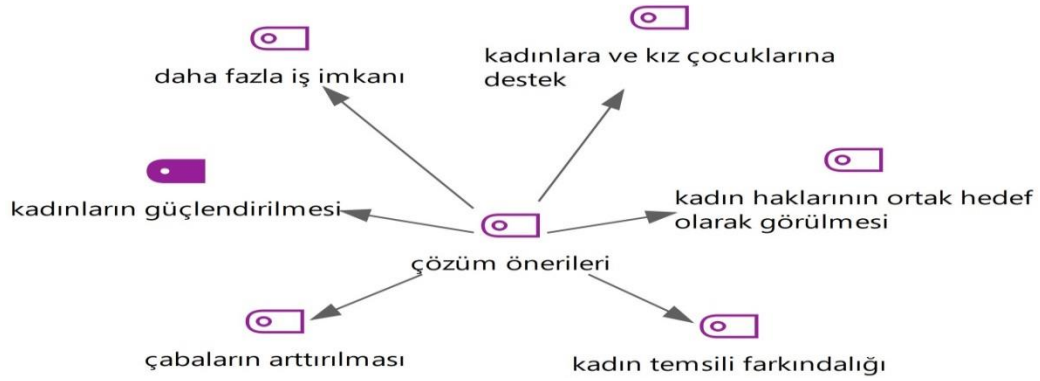 daha fazla iş imkanı
kadınlara ve kız çocuklarına
destek
kadınların güçlendirilmesi
kadın haklarının ortak hedef
olarak görülmesi
çözüm önerileri
çabaların arttırılması
kadın temsili farkındalığı